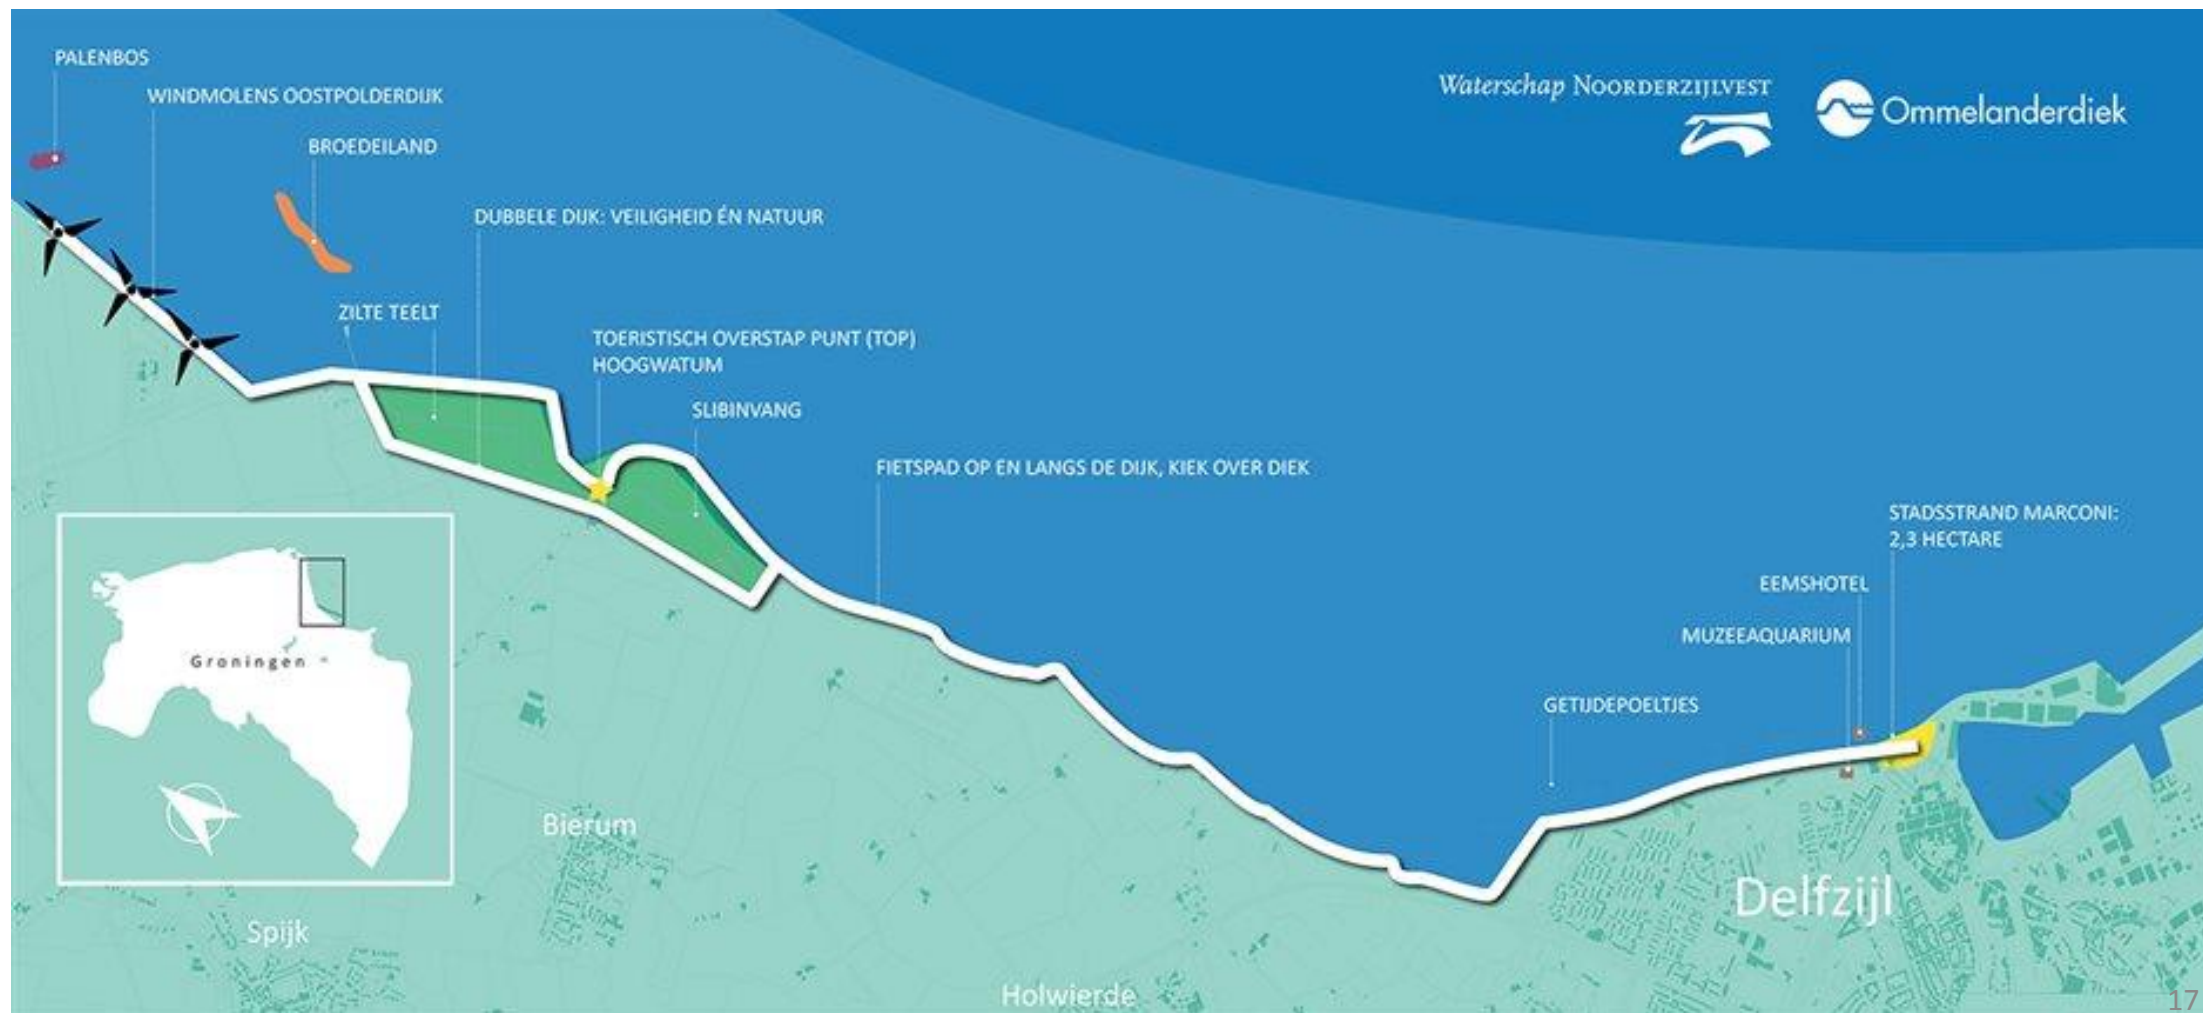 PALENBOS
WINDMOLENS OOSTPOLDERDIJK
BROEDEILAND
Waterschap NOORDERZIJLVEST
Ommelanderdiek
DUBBELE DIJK: VEILIGHEID ÉN NATUUR
ZILTE TEELT
TOERISTISCH OVERSTAP PUNT (TOP)
HOOGWATUM
SLIBINVANG
FIETSPAD OP EN LANGS DE DIJK, KIEK OVER DIEK
STADSSTRAND MARCONI:
2,3 HECTARE
EEMSHOTEL
MUZEEAQUARIUM
GETIJDEPOELTJES
Groningen
Bierum
Spijk
Delfzijl
Holwierde
17